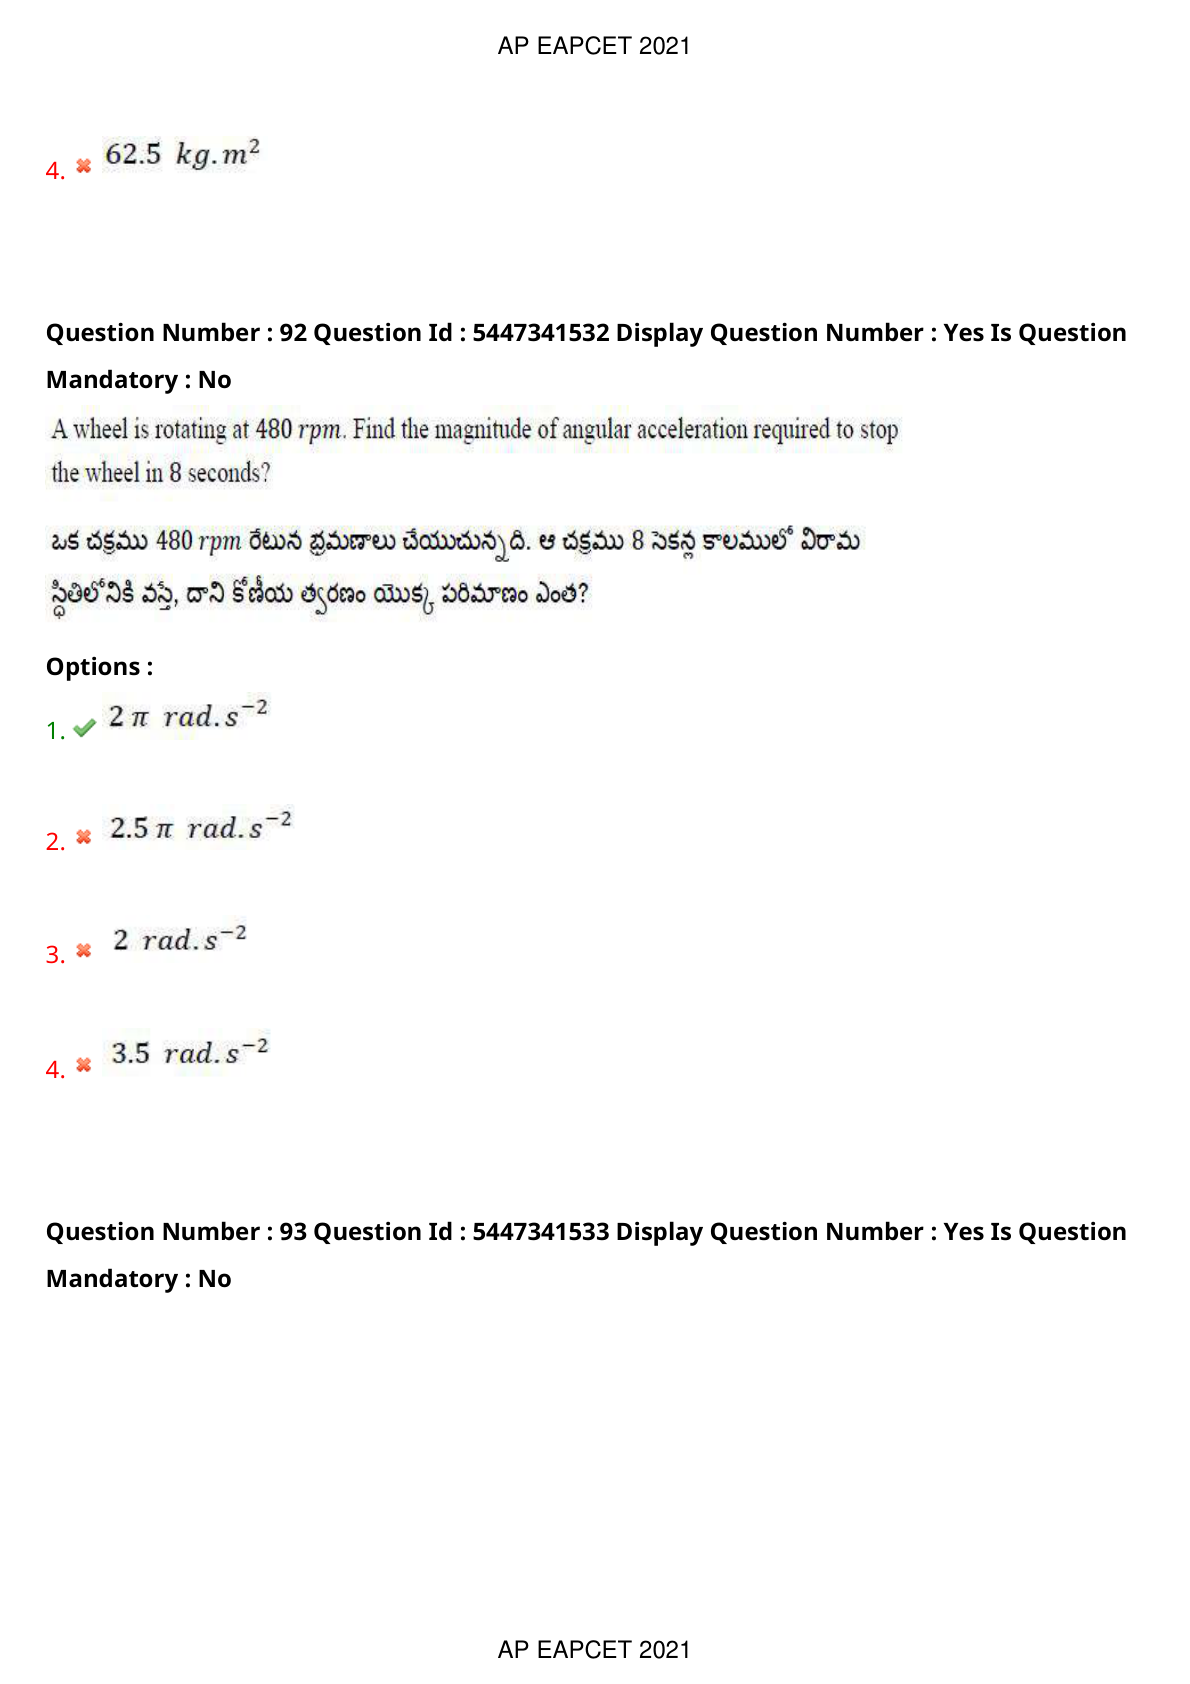 AP EAPCET 2021
4. 62.5 kg.m²
Question Number : 92 Question Id : 5447341532 Display Question Number : Yes Is Question
Mandatory : No
A wheel is rotating at 480 rpm. Find the magnitude of angular acceleration required to stop
the wheel in 8 seconds?
ఒక చక్రము 480 rpm రేటున భ్రమణాలు చేయుచున్నది. ఆ చక్రము 8 సెకన్ల కాలములో విరామ
స్థితిలోనికి వస్తే, దాని కోణీయ త్వరణం యొక్క పరిమాణం ఎంత?
Options :
1. 2 π rad.s⁻²
2. 2.5 π rad.s⁻²
3. 2 rad.s⁻²
4. 3.5 rad.s⁻²
Question Number : 93 Question Id : 5447341533 Display Question Number : Yes Is Question
Mandatory : No
AP EAPCET 2021